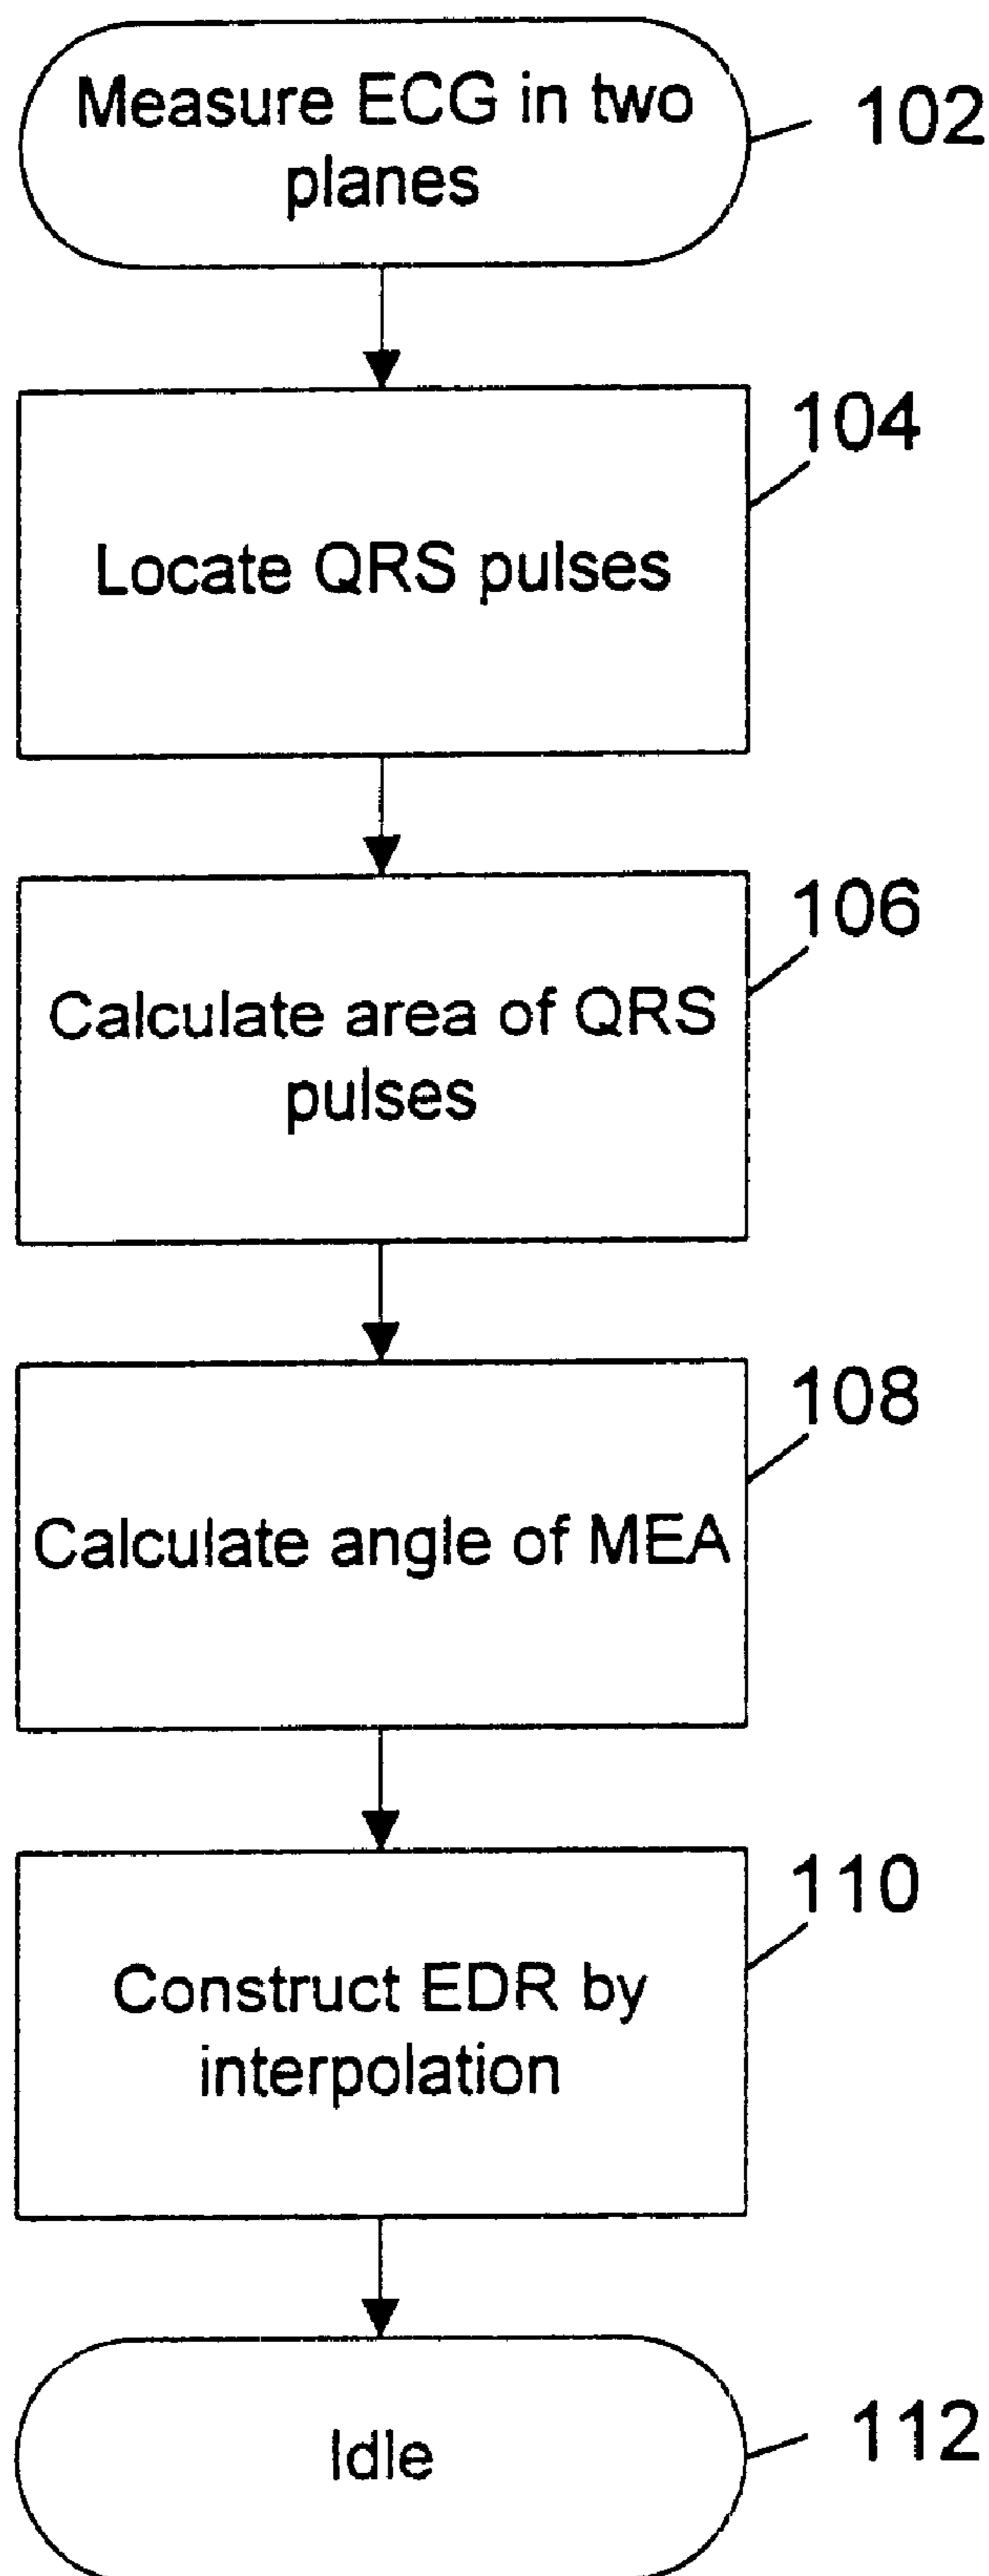 Measure ECG in two
planes
102
104
Locate QRS pulses
106
Calculate area of QRS
pulses
108
Calculate angle of MEA
110
Construct EDR by
interpolation
Idle
112